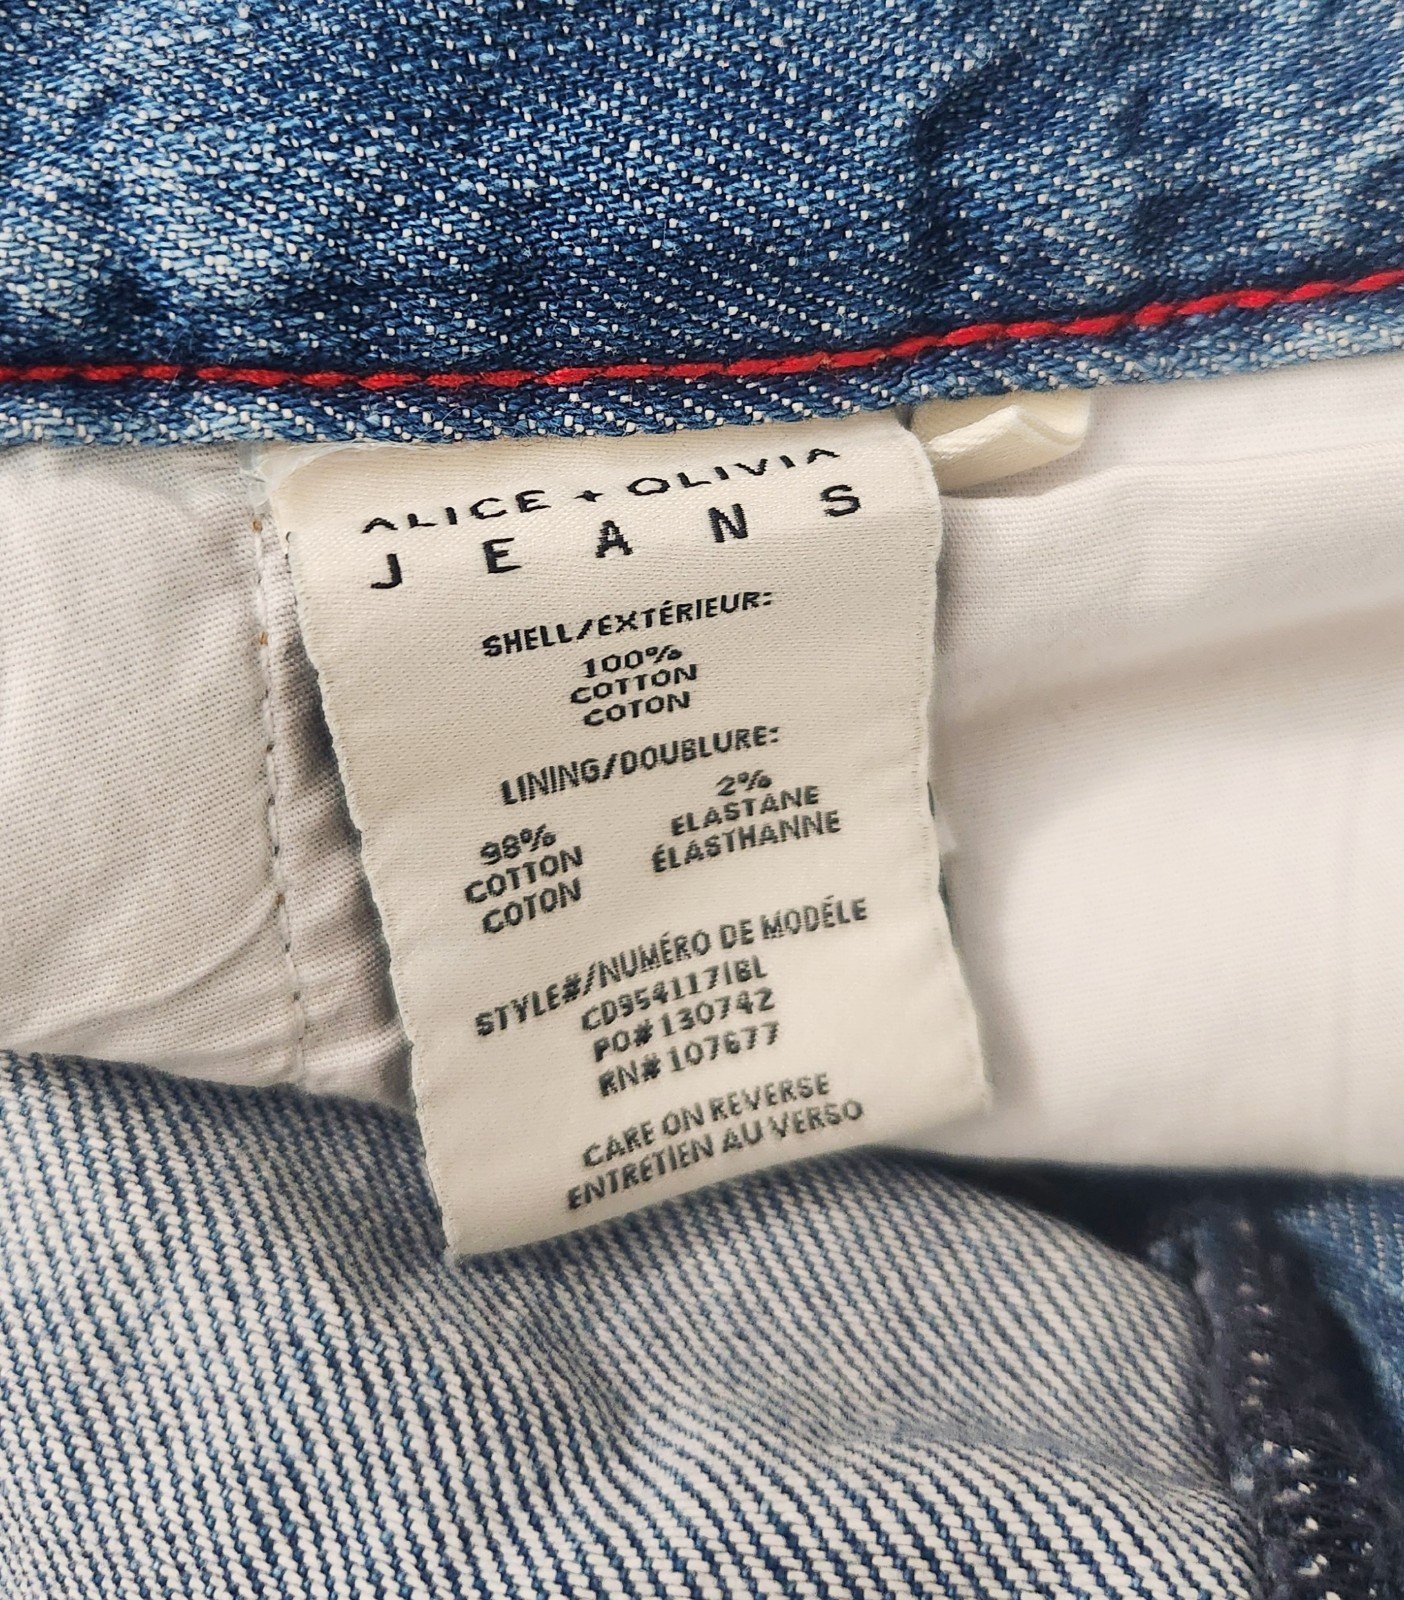 ALICE + OLIVIA
JEANS
SHELL/EXTÉRIEUR:
100%
COTTON
COTON
LINING/DOUBLURE:
98%
COTTON
COTON
2%
ELASTANE
ÉLASTHANNE
STYLE#/NUMÉRO DE MODÉLE
CD954117IBL
PO# 130742
RN# 107677
CARE ON REVERSE
ENTRETIEN AU VERSO